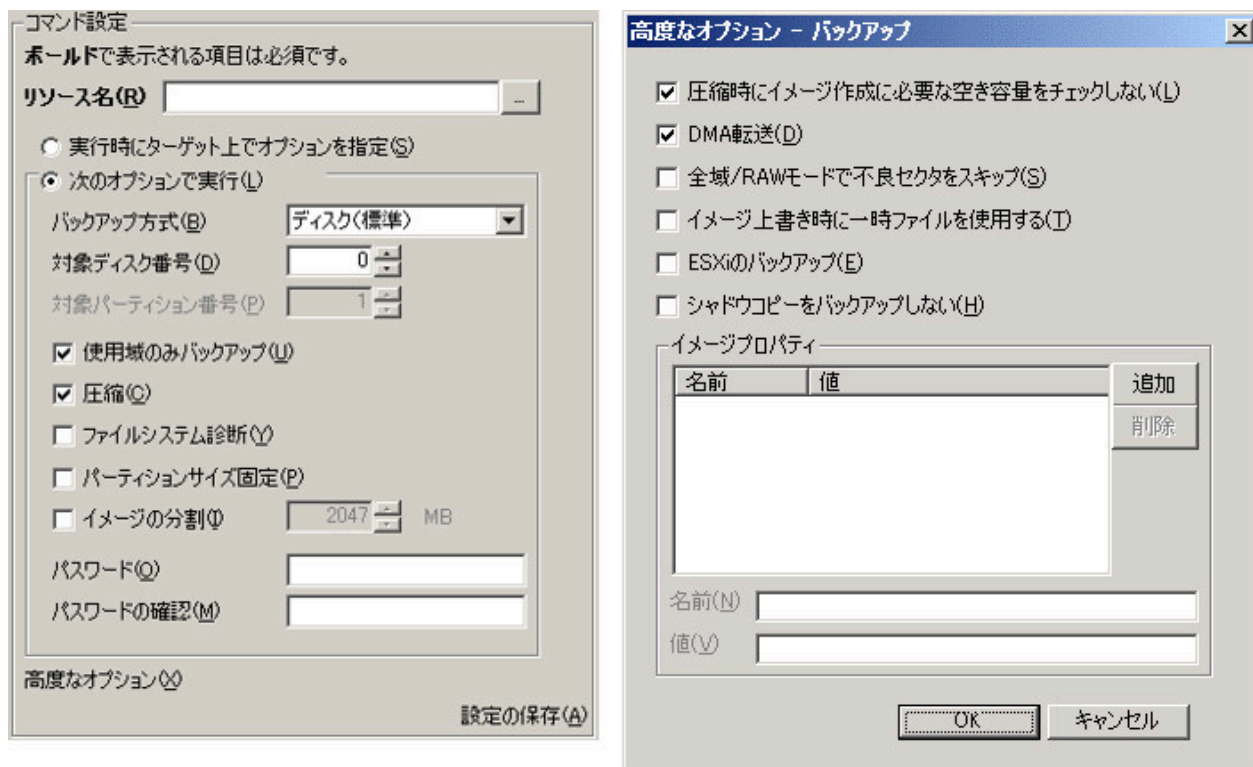 コマンド設定
ボールドで表示される項目は必須です。
リソース名(R)
...
実行時にターゲット上でオプションを指定(S)
次のオプションで実行(L)
バックアップ方式(B) ディスク(標準)
対象ディスク番号(D) 0
対象パーティション番号(P) 1
使用域のみバックアップ(U)
圧縮(C)
ファイルシステム診断(Y)
パーティションサイズ固定(P)
イメージの分割(I) 2047 MB
パスワード(O)
パスワードの確認(M)
高度なオプション(X)
設定の保存(A)
高度なオプション - バックアップ
圧縮時にイメージ作成に必要な空き容量をチェックしない(L)
DMA転送(D)
全域/RAWモードで不良セクタをスキップ(S)
イメージ上書き時に一時ファイルを使用する(T)
ESXiのバックアップ(E)
シャドウコピーをバックアップしない(H)
イメージプロパティ
名前 値
追加
削除
名前(N)
値(V)
OK キャンセル